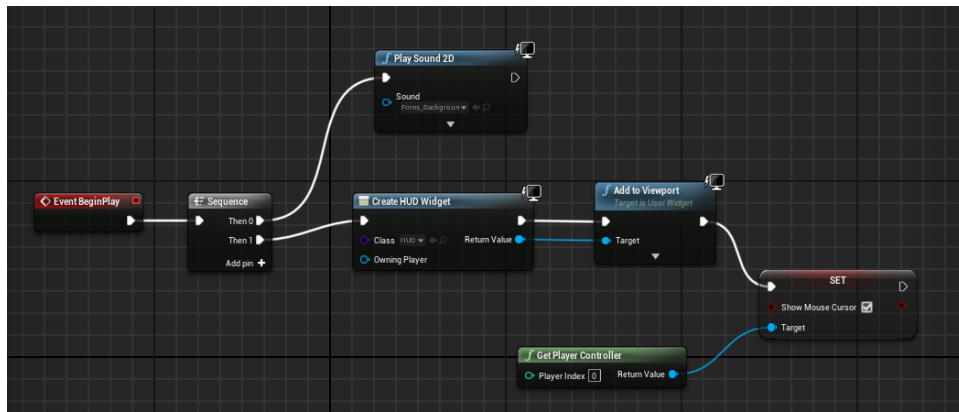 Play Sound 2D
Sound
Fores_Backgroun
Event BeginPlay
Sequence
Then 0
Then 1
Add pin
Create HUD Widget
Class HUD Return Value
Owning Player
Add to Viewport
Target is User Widget
Target
SET
Show Mouse Cursor
Target
Get Player Controller
Player Index 0 Return Value